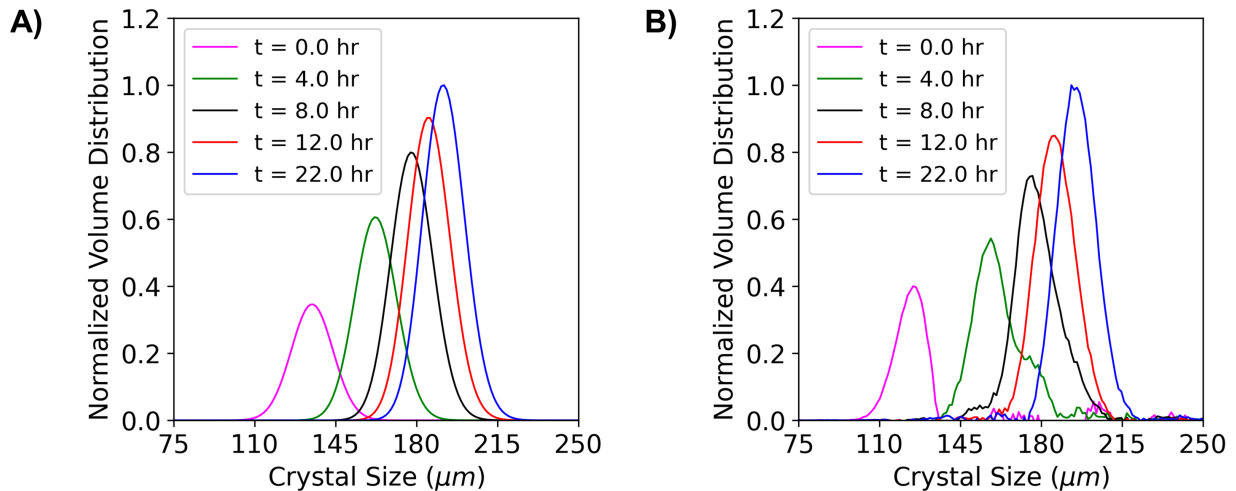 A)
Normalized Volume Distribution
1.2
1.0
0.8
0.6
0.4
0.2
0.0
t = 0.0 hr
t = 4.0 hr
t = 8.0 hr
t = 12.0 hr
t = 22.0 hr
75 110 145 180 215 250
Crystal Size (μm)
B)
Normalized Volume Distribution
1.2
1.0
0.8
0.6
0.4
0.2
0.0
t = 0.0 hr
t = 4.0 hr
t = 8.0 hr
t = 12.0 hr
t = 22.0 hr
75 110 145 180 215 250
Crystal Size (μm)